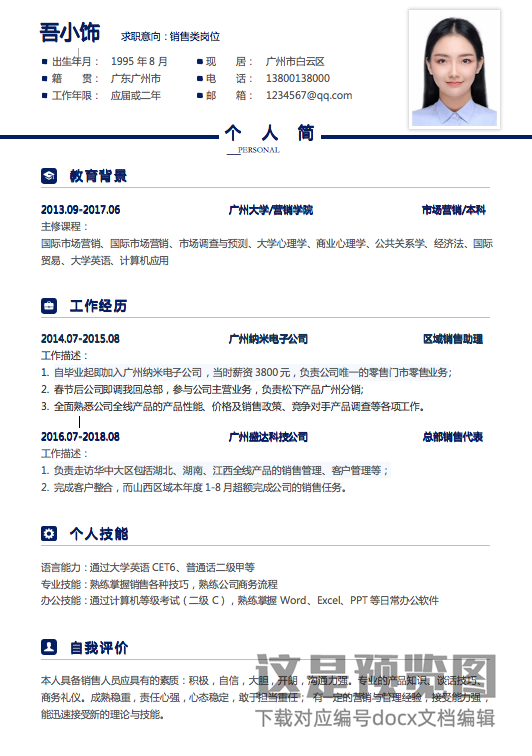 吾小饰 求职意向：销售类岗位
出生年月： 1995 年 8 月 现 居： 广州市白云区
籍 贯： 广东广州市 电 话： 13800138000
工作年限： 应届或二年 邮 箱： 1234567@qq.com
个 人 简
PERSONAL
教育背景
2013.09-2017.06 广州大学/营销学院 市场营销/本科
主修课程：
国际市场营销、国际市场营销、市场调查与预测、大学心理学、商业心理学、公共关系学、经济法、国际
贸易、大学英语、计算机应用
工作经历
2014.07-2015.08 广州纳米电子公司 区域销售助理
工作描述：
1. 自毕业起即加入广州纳米电子公司，当时薪资 3800 元，负责公司唯一的零售门市零售业务；
2. 春节后公司即调我回总部，参与公司主营业务，负责松下产品广州分销；
3. 全面熟悉公司全线产品的产品性能、价格及销售政策、竞争对手产品调查等各项工作。
2016.07-2018.08 广州盛达科技公司 总部销售代表
工作描述：
1. 负责走访华中大区包括湖北、湖南、江西全线产品的销售管理、客户管理等；
2. 完成客户整合，而山西区域本年度 1-8 月超额完成公司的销售任务。
个人技能
语言能力：通过大学英语 CET6、普通话二级甲等
专业技能：熟练掌握销售各种技巧，熟练公司商务流程
办公技能：通过计算机等级考试（二级 C），熟练掌握 Word、Excel、PPT 等日常办公软件
自我评价
这是预览图
本人具备销售人员应具有的素质：积极，自信，大胆，开朗，沟通力强。专业的产品知识、谈话技巧、
商务礼仪。成熟稳重，责任心强，心态稳定，敢于担当重任； 有一定的营销与管理经验，接受能力强，
能迅速接受新的理论与技能。
下载对应编号docx文档编辑